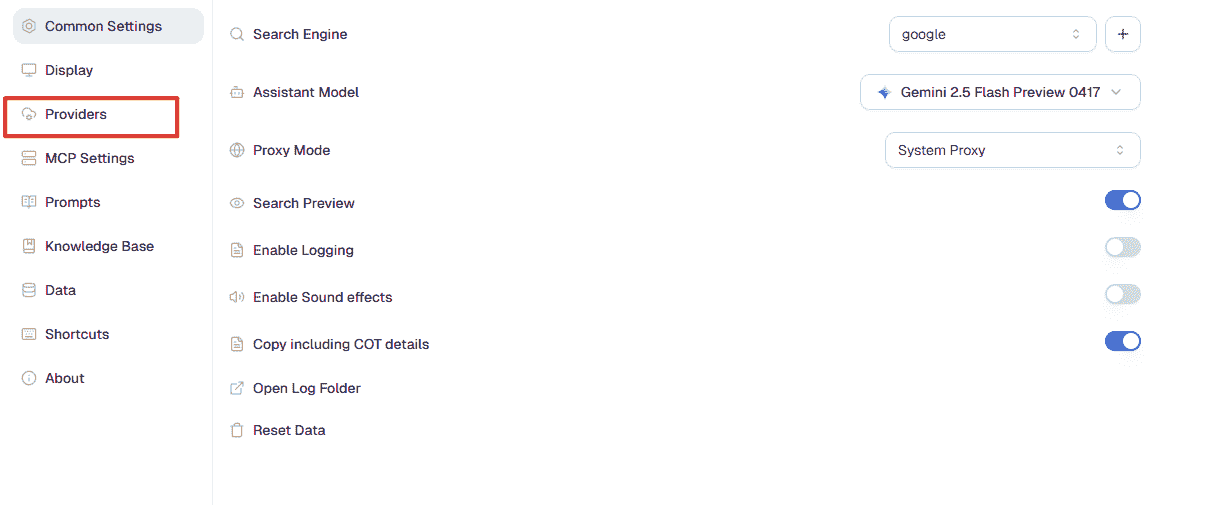 Common Settings
Display
Providers
MCP Settings
Prompts
Knowledge Base
Data
Shortcuts
About
Search Engine
google
Assistant Model
Gemini 2.5 Flash Preview 0417
Proxy Mode
System Proxy
Search Preview
Enable Logging
Enable Sound effects
Copy including COT details
Open Log Folder
Reset Data